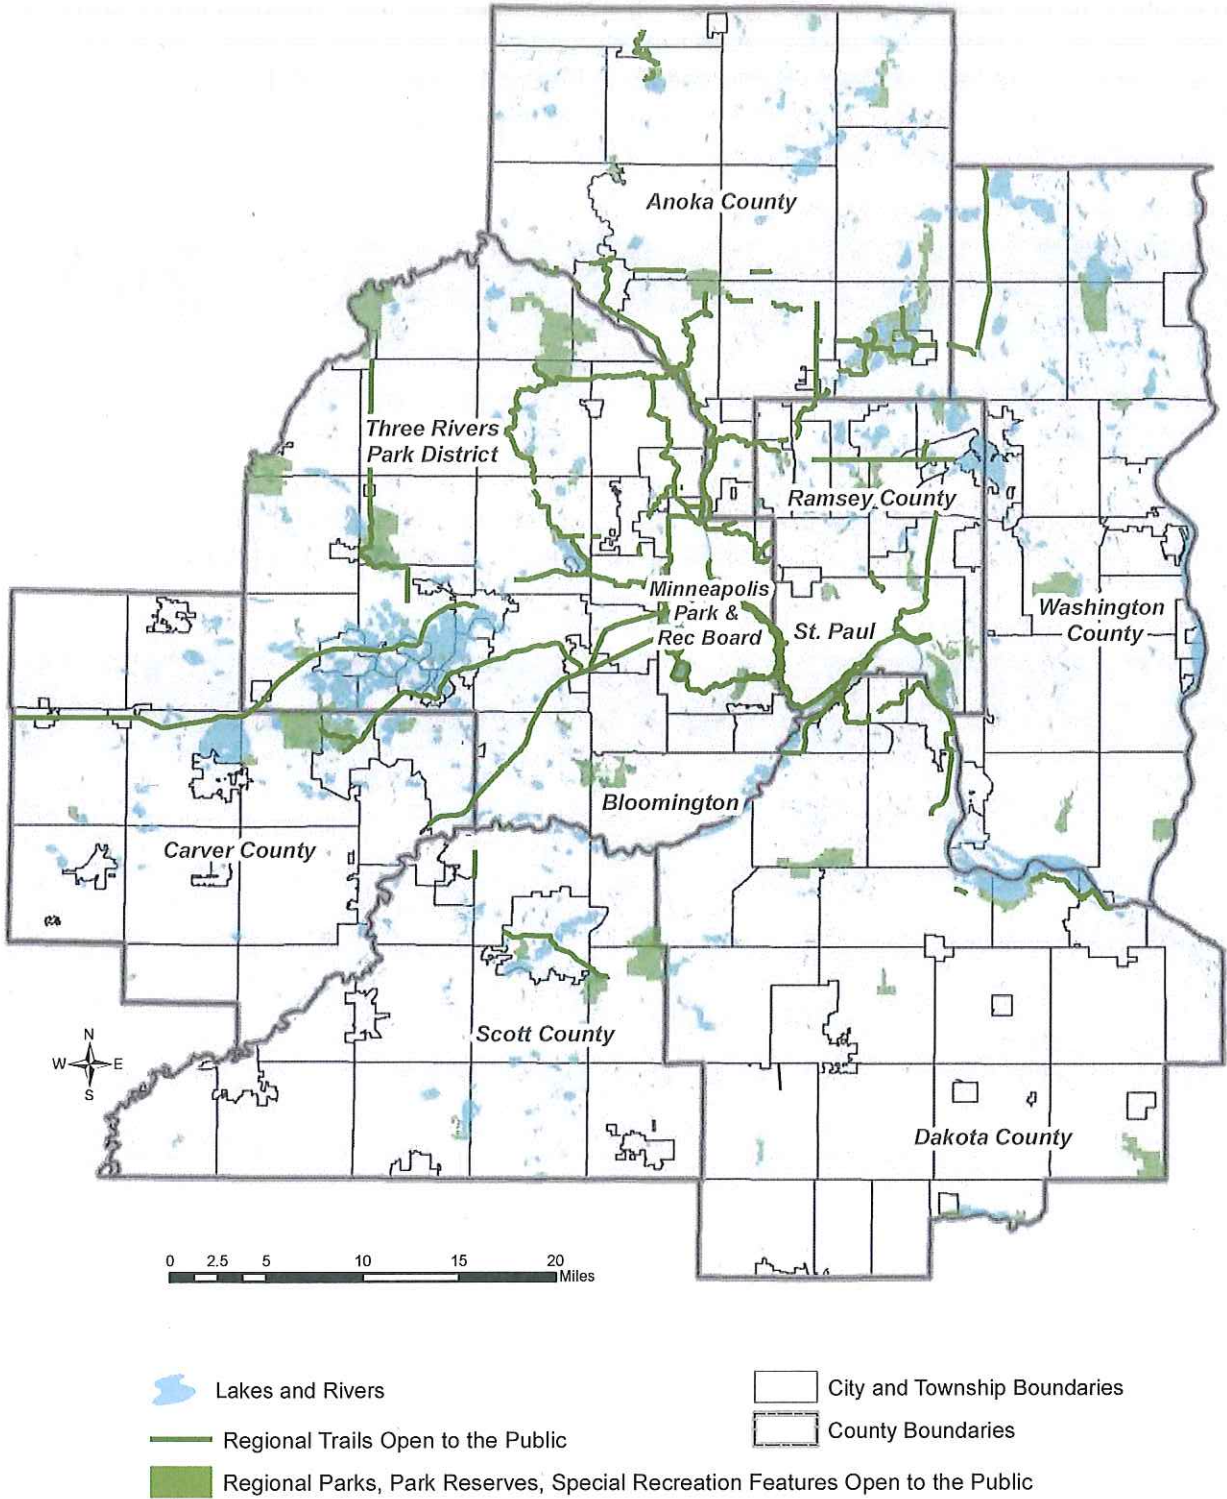 Anoka County
Three Rivers
Park District
Ramsey County
Minneapolis
Park &
Rec Board
St. Paul
Washington
County
Bloomington
Carver County
Scott County
Dakota County
N
W E
S
0 2.5 5 10 15 20
Miles
Lakes and Rivers
City and Township Boundaries
Regional Trails Open to the Public
County Boundaries
Regional Parks, Park Reserves, Special Recreation Features Open to the Public